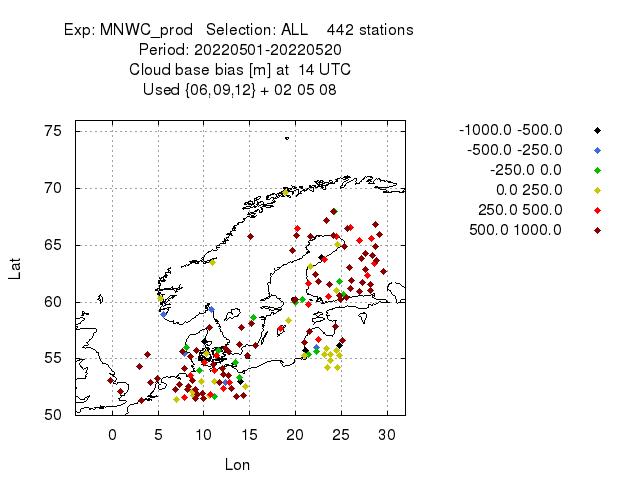 Exp: MNWC_prod   Selection: ALL    442 stations
Period: 20220501-20220520
Cloud base bias [m] at  14 UTC
Used {06,09,12} + 02 05 08
-1000.0 -500.0
-500.0 -250.0
-250.0 0.0
0.0 250.0
250.0 500.0
500.0 1000.0
75
70
65
60
55
50
Lat
0 5 10 15 20 25 30
Lon